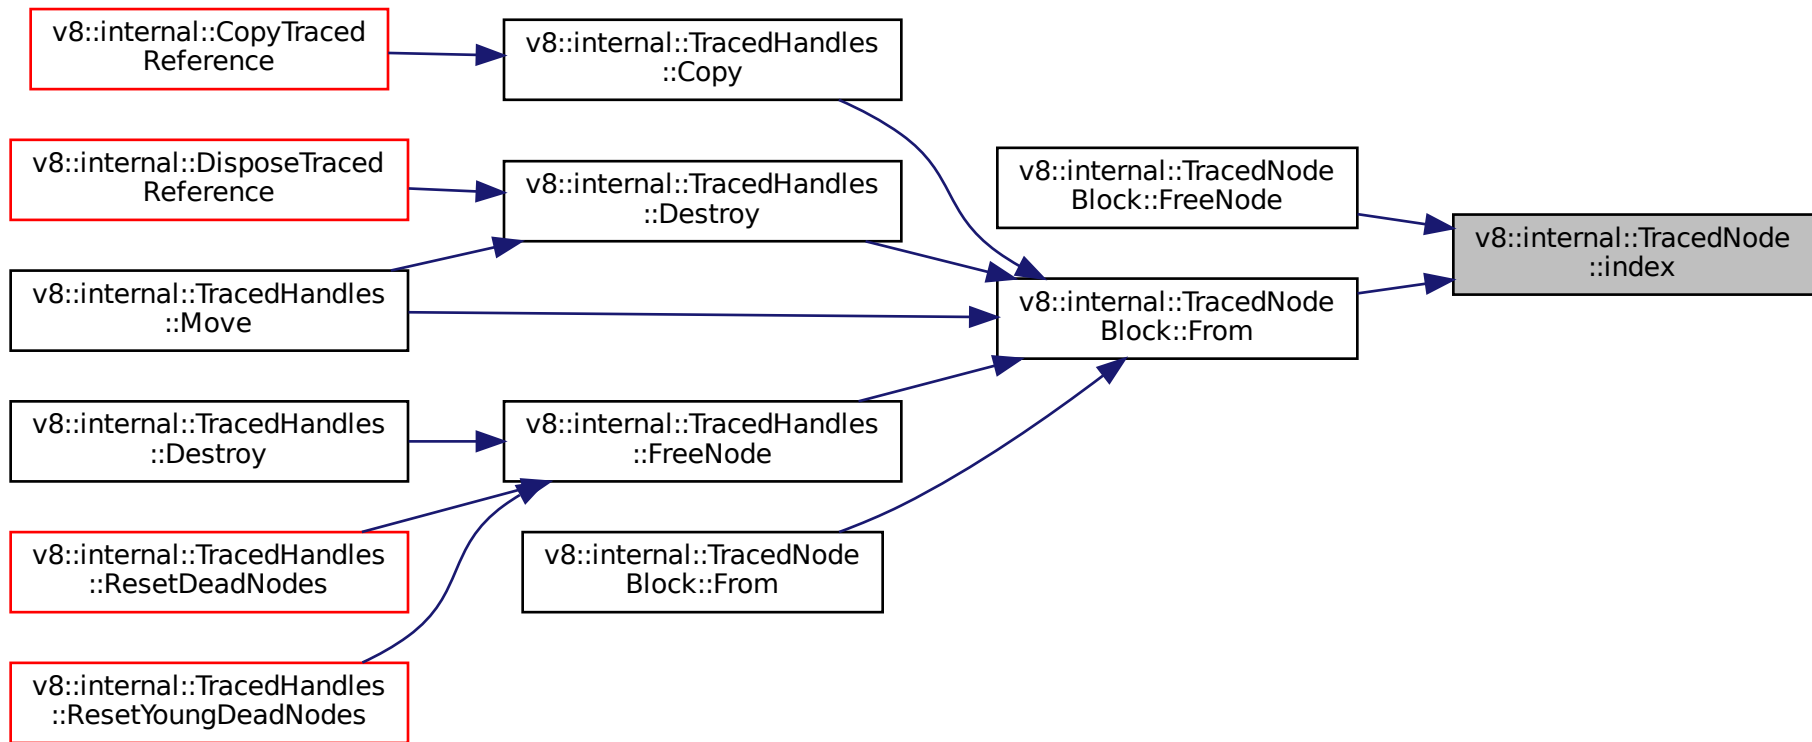 v8::internal::CopyTraced
Reference
v8::internal::TracedHandles
::Copy
v8::internal::DisposeTraced
Reference
v8::internal::TracedHandles
::Destroy
v8::internal::TracedNode
Block::FreeNode
v8::internal::TracedNode
::index
v8::internal::TracedHandles
::Move
v8::internal::TracedNode
Block::From
v8::internal::TracedHandles
::Destroy
v8::internal::TracedHandles
::FreeNode
v8::internal::TracedHandles
::ResetDeadNodes
v8::internal::TracedNode
Block::From
v8::internal::TracedHandles
::ResetYoungDeadNodes